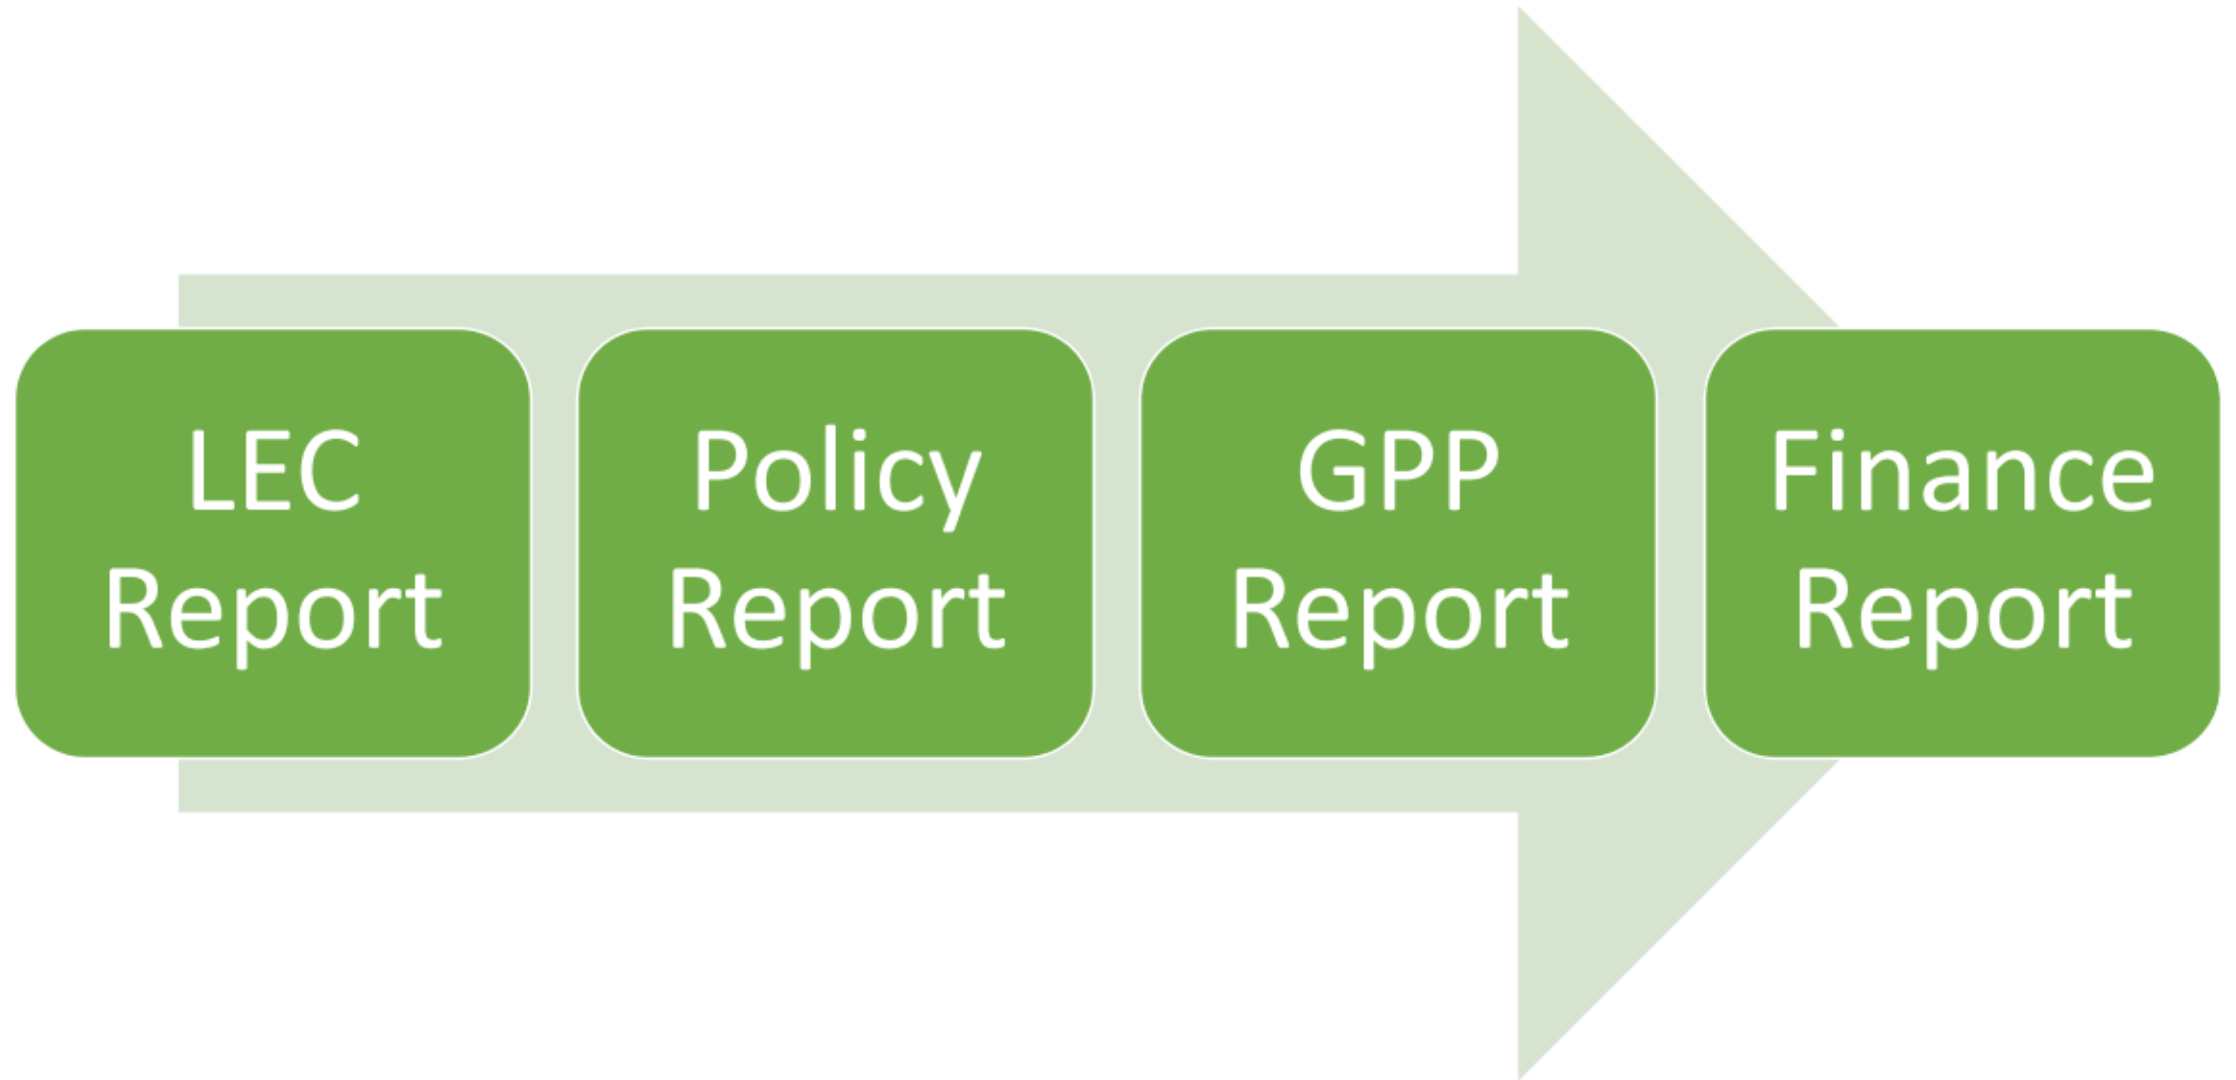 LEC
Report
Policy
Report
GPP
Report
Finance
Report